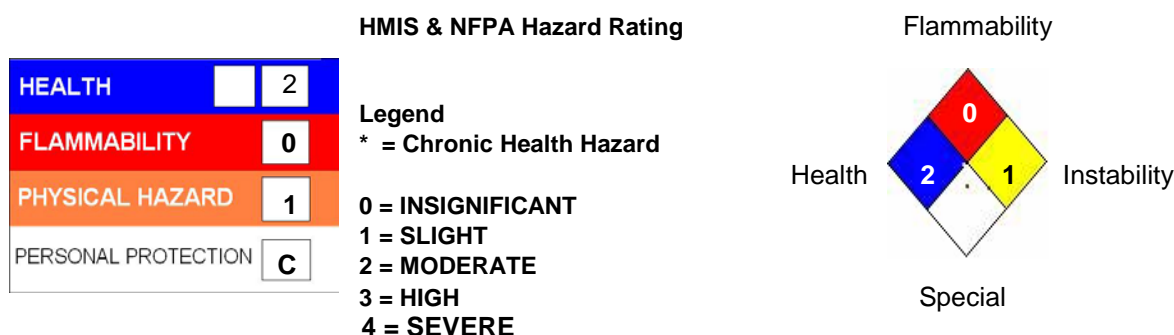 HMIS & NFPA Hazard Rating
HEALTH 2
FLAMMABILITY 0
PHYSICAL HAZARD 1
PERSONAL PROTECTION C
Legend
* = Chronic Health Hazard
0 = INSIGNIFICANT
1 = SLIGHT
2 = MODERATE
3 = HIGH
4 = SEVERE
Flammability
0
Health 2 1 Instability
Special